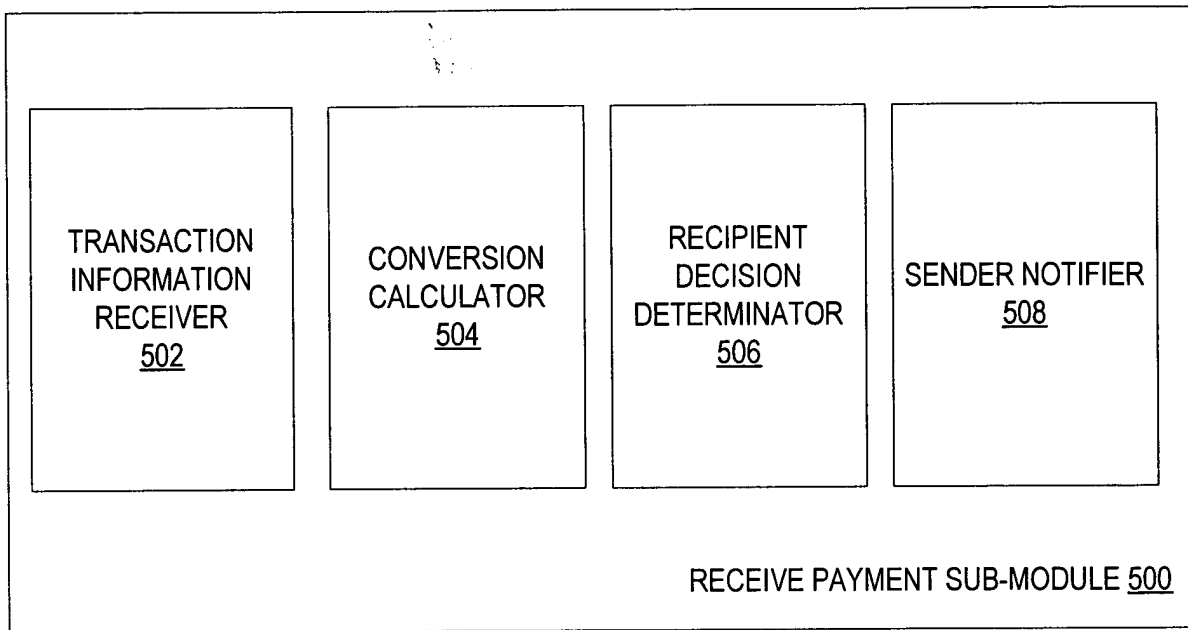 TRANSACTION
INFORMATION
RECEIVER
502
CONVERSION
CALCULATOR
504
RECIPIENT
DECISION
DETERMINATOR
506
SENDER NOTIFIER
508
RECEIVE PAYMENT SUB-MODULE 500